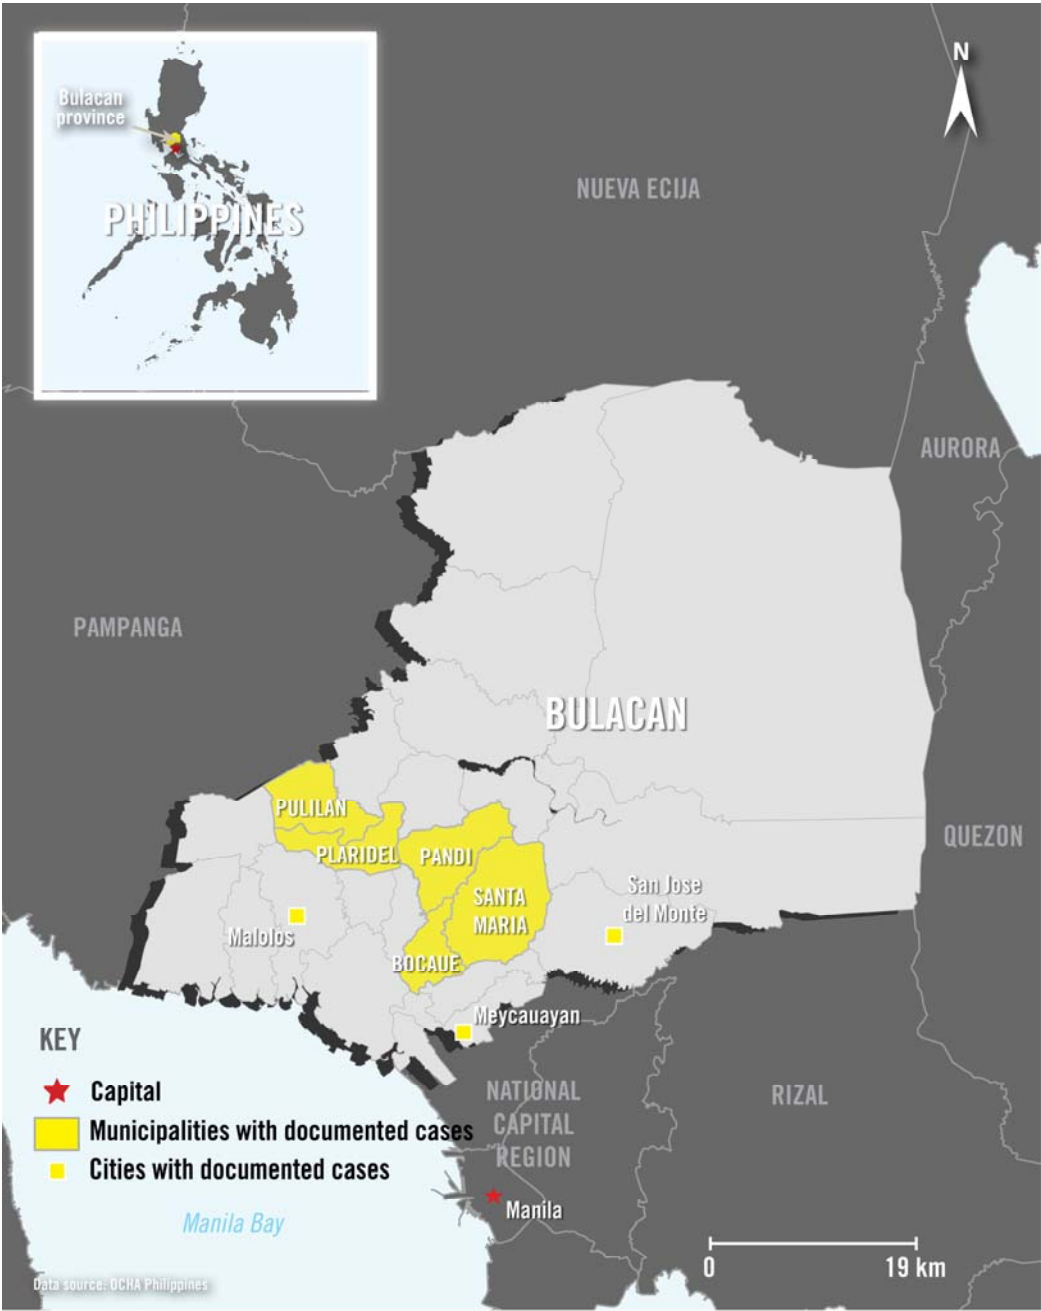 N
Bulacan
province
PHILIPPINES
NUEVA ECIJA
AURORA
PAMPANGA
BULACAN
PULILAN
PLARIDEL
PANDI
QUEZON
SANTA
MARIA
San Jose
del Monte
Malolos
BOCAUE
Meycauayan
KEY
Capital
Municipalities with documented cases
Cities with documented cases
NATIONAL
CAPITAL
REGION
RIZAL
Manila
Manila Bay
0 19 km
Data source: OCHA Philippines